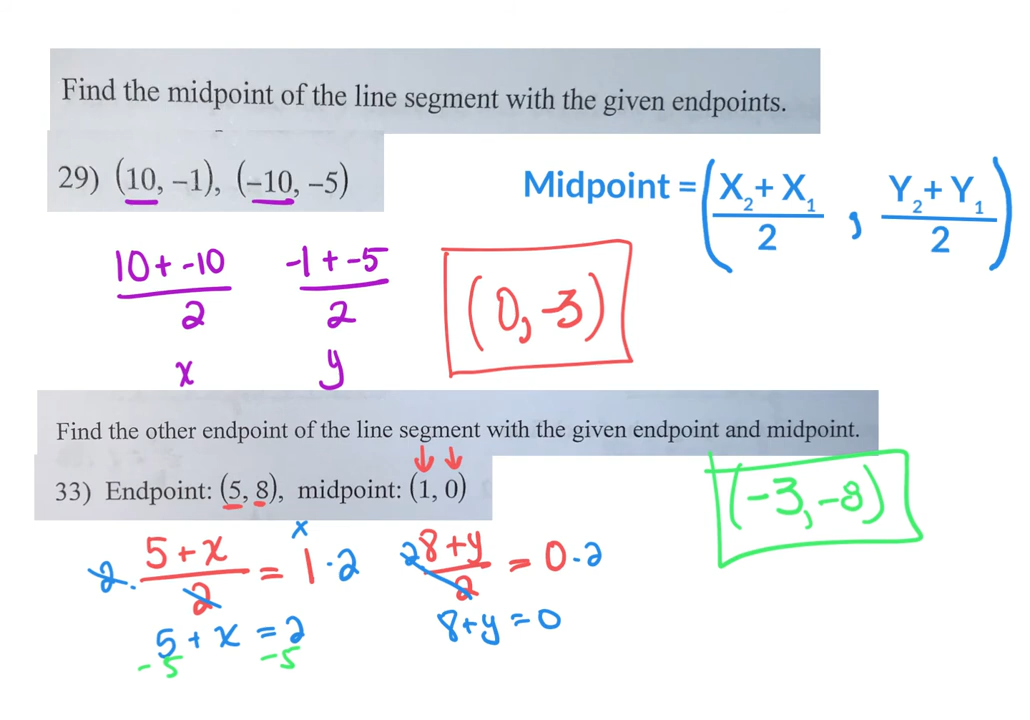 Find the midpoint of the line segment with the given endpoints.
29) (10, −1), (−10, −5)
Midpoint = (X₂ + X₁ / 2 , Y₂ + Y₁ / 2)
10 + -10 / 2
-1 + -5 / 2
(0, -3)
x
y
Find the other endpoint of the line segment with the given endpoint and midpoint.
33) Endpoint: (5, 8), midpoint: (1, 0)
(-3, -8)
x
2 · 5 + x / 2 = 1 · 2
2 8 + y / 2 = 0 · 2
5 + x = 2
8 + y = 0
-5 -5